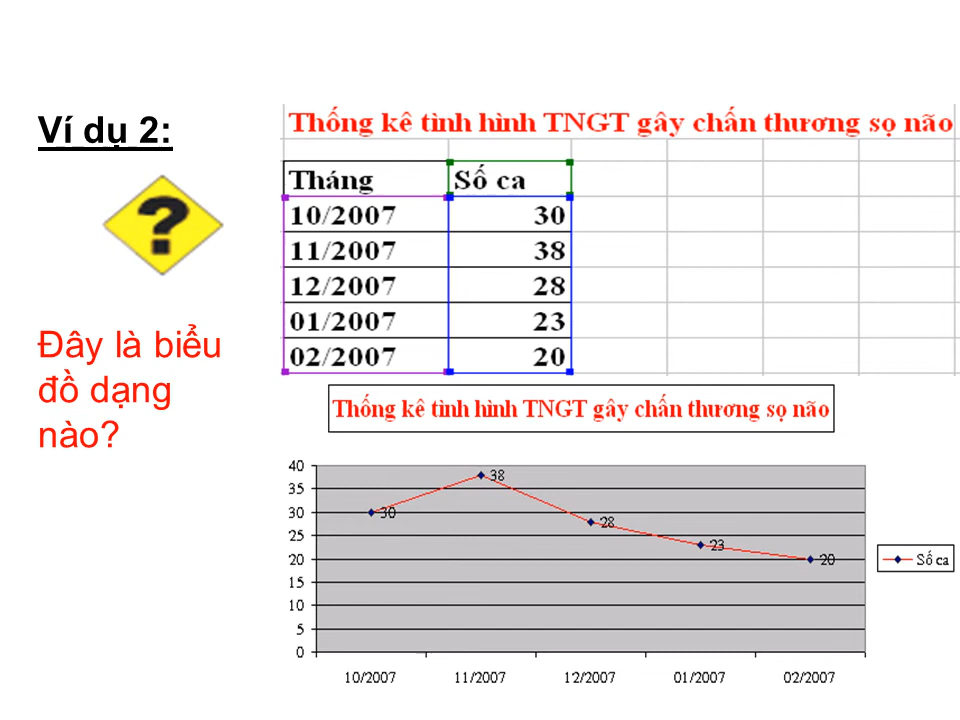 Ví dụ 2:
?
Đây là biểu
đồ dạng
nào?
Thống kê tình hình TNGT gây chấn thương sọ não
Tháng Số ca
10/2007 30
11/2007 38
12/2007 28
01/2007 23
02/2007 20
Thống kê tình hình TNGT gây chấn thương sọ não
40
35
30
25
20
15
10
5
0
30
38
28
23
20
10/2007 11/2007 12/2007 01/2007 02/2007
Số ca